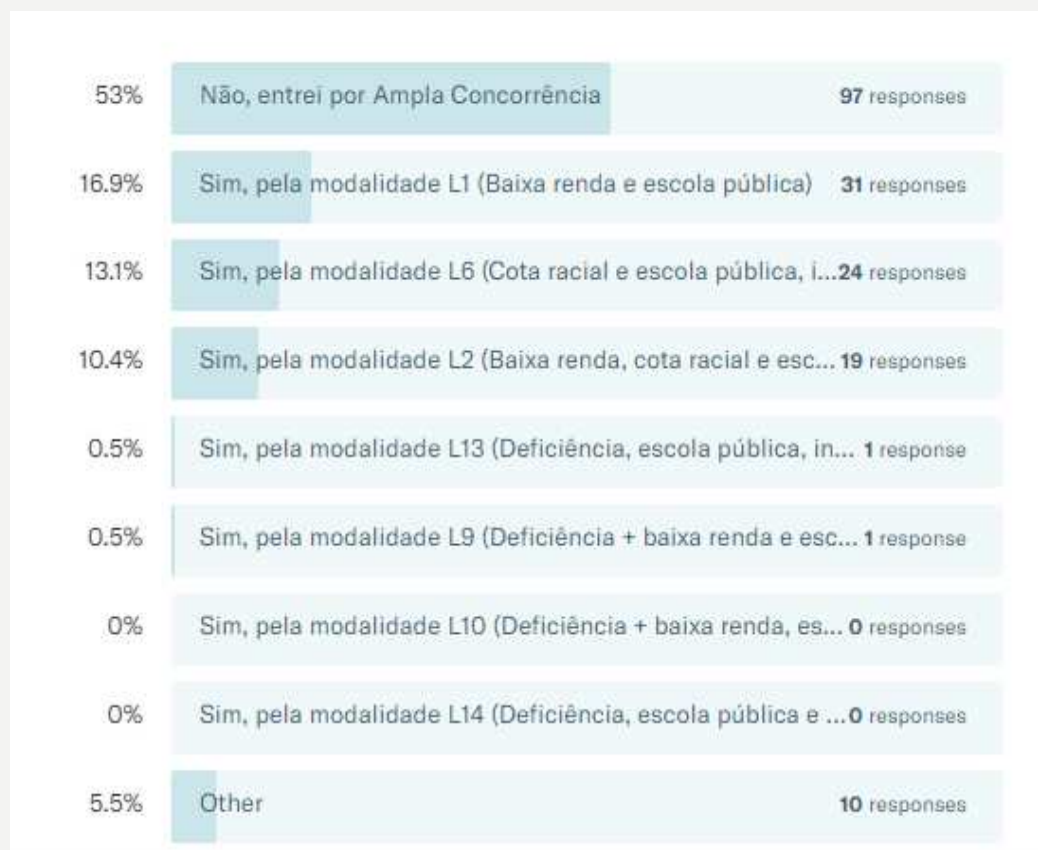 53% Não, entrei por Ampla Concorrência 97 responses
16.9% Sim, pela modalidade L1 (Baixa renda e escola pública) 31 responses
13.1% Sim, pela modalidade L6 (Cota racial e escola pública, i... 24 responses
10.4% Sim, pela modalidade L2 (Baixa renda, cota racial e esc... 19 responses
0.5% Sim, pela modalidade L13 (Deficiência, escola pública, in... 1 response
0.5% Sim, pela modalidade L9 (Deficiência + baixa renda e esc... 1 response
0% Sim, pela modalidade L10 (Deficiência + baixa renda, es... 0 responses
0% Sim, pela modalidade L14 (Deficiência, escola pública e ... 0 responses
5.5% Other 10 responses